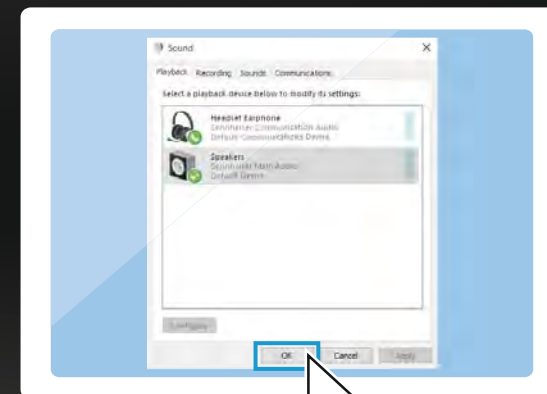 Sound
Playback Recording Sounds Communications
Select a playback device below to modify its settings:
Headset Earphone
Sennheiser Communication Audio
Default Communications Device
Speakers
Sennheiser Main Audio
Default Device
Configure
OK Cancel Apply